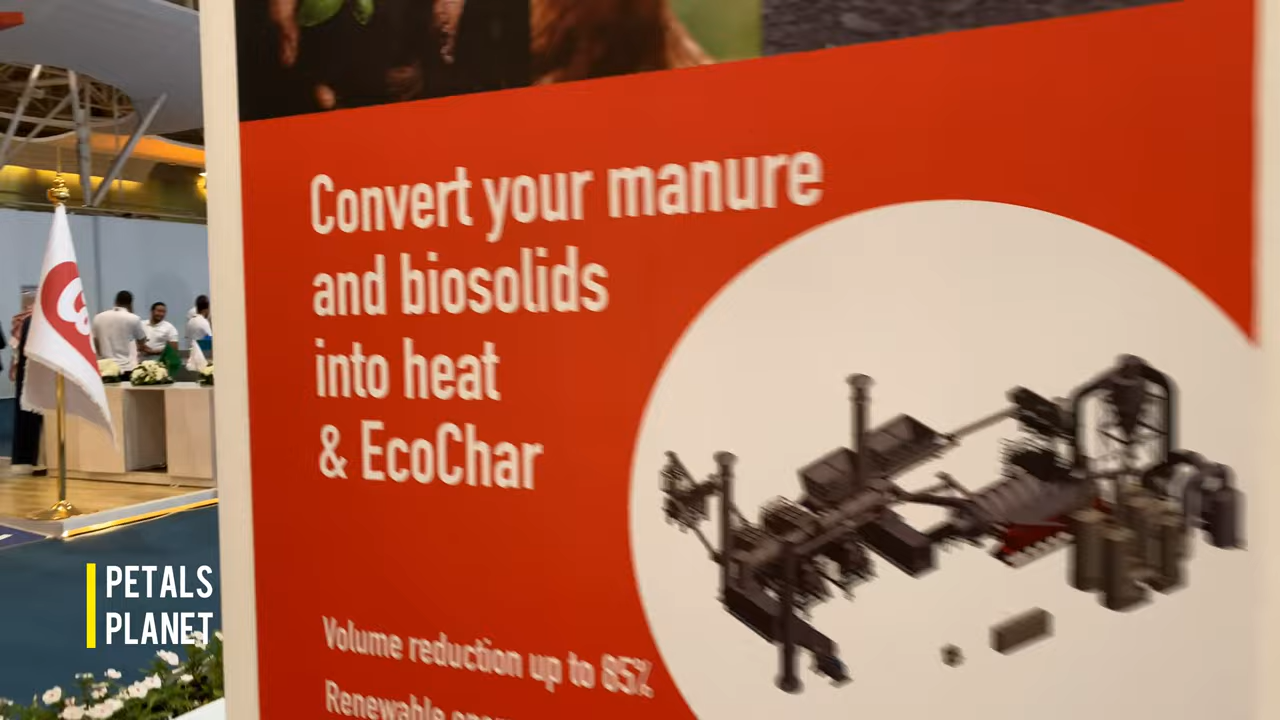 Convert your manure
and biosolids
into heat
& EcoChar
Volume reduction up to 85%
Renewable
PETALS
PLANET